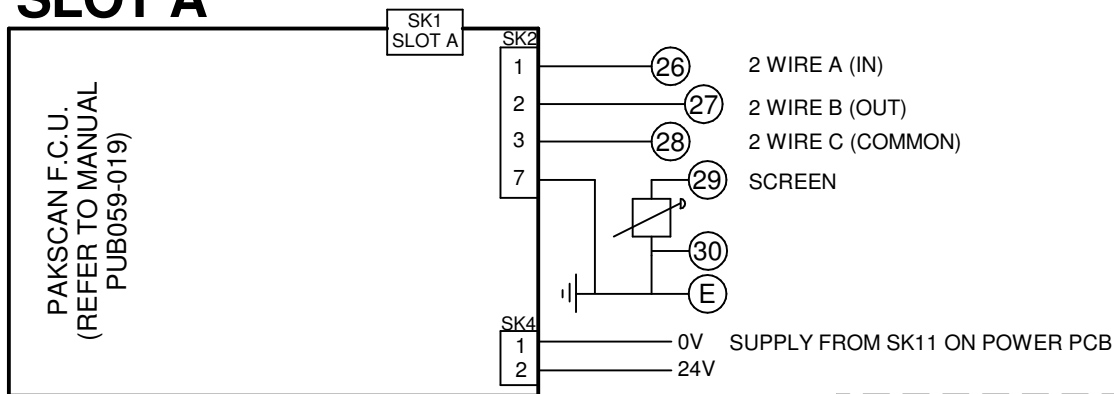 SLOT A
SK1
SLOT A
SK2
1
26
2 WIRE A (IN)
2
27
2 WIRE B (OUT)
3
28
2 WIRE C (COMMON)
7
29
SCREEN
30
E
PAKSCAN F.C.U.
(REFER TO MANUAL
PUB059-019)
SK4
1
0V
SUPPLY FROM SK11 ON POWER PCB
2
24V